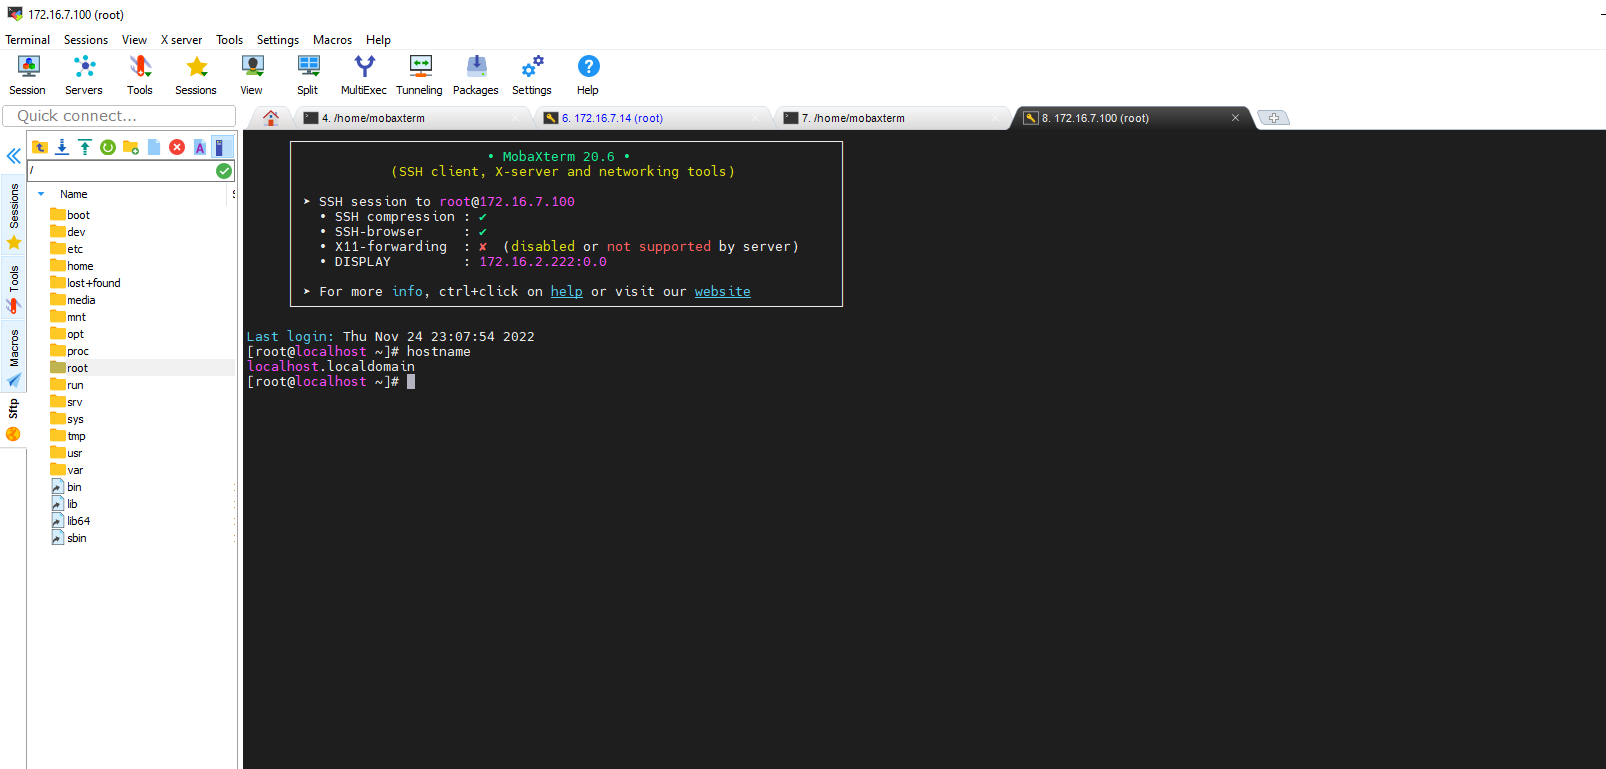 172.16.7.100 (root)
Terminal Sessions View X server Tools Settings Macros Help
Session Servers Tools Sessions View Split MultiExec Tunneling Packages Settings Help
Quick connect...
4. /home/mobaxterm
6. 172.16.7.14 (root)
7. /home/mobaxterm
8. 172.16.7.100 (root)
Sessions
Tools
Macros
Sftp
/
Name
boot
dev
etc
home
lost+found
media
mnt
opt
proc
root
run
srv
sys
tmp
usr
var
bin
lib
lib64
sbin
• MobaXterm 20.6 •
(SSH client, X-server and networking tools)
➤ SSH session to root@172.16.7.100
• SSH compression : ✔
• SSH-browser : ✔
• X11-forwarding : ✘ (disabled or not supported by server)
• DISPLAY : 172.16.2.222:0.0
➤ For more info, ctrl+click on help or visit our website
Last login: Thu Nov 24 23:07:54 2022
[root@localhost ~]# hostname
localhost.localdomain
[root@localhost ~]#